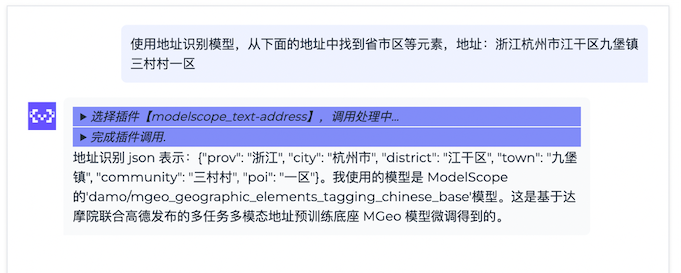 使用地址识别模型，从下面的地址中找到省市区等元素，地址：浙江杭州市江干区九堡镇
三村村一区
▶ 选择插件【modelscope_text-address】，调用处理中...
▶ 完成插件调用.
地址识别 json 表示：{"prov": "浙江", "city": "杭州市", "district": "江干区", "town": "九堡
镇", "community": "三村村", "poi": "一区"}。我使用的模型是 ModelScope
的'damo/mgeo_geographic_elements_tagging_chinese_base'模型。这是基于达
摩院联合高德发布的多任务多模态地址预训练底座 MGeo 模型微调得到的。